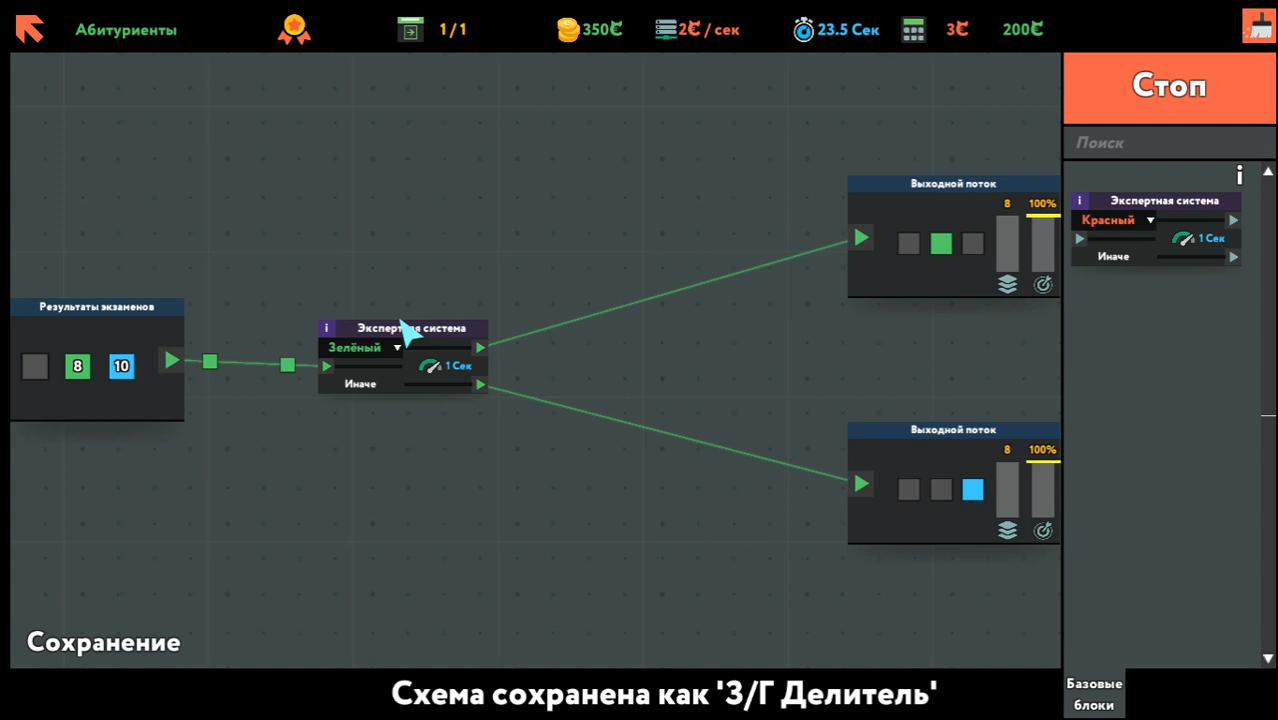 Абитуриенты 1/1 350₠ 2₠ / сек 23.5 Сек 3₠ 200₠
Стоп
Поиск
i
i Экспертная система
Красный 1 Сек
Иначе
Выходной поток
8 100%
Результаты экзаменов
8 10
i Экспертная система
Зелёный 1 Сек
Иначе
Выходной поток
8 100%
Сохранение
Схема сохранена как 'З/Г Делитель'
Базовые
блоки